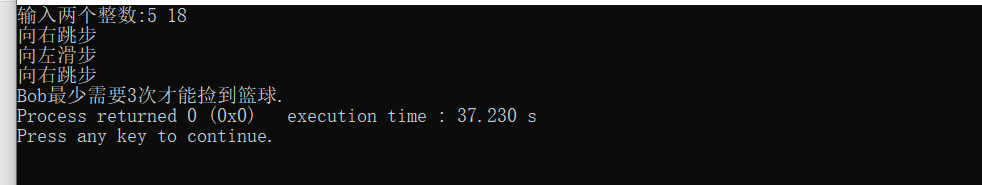 输入两个整数:5 18
向右跳步
向左滑步
向右跳步
Bob最少需要3次才能捡到篮球.
Process returned 0 (0x0)   execution time : 37.230 s
Press any key to continue.